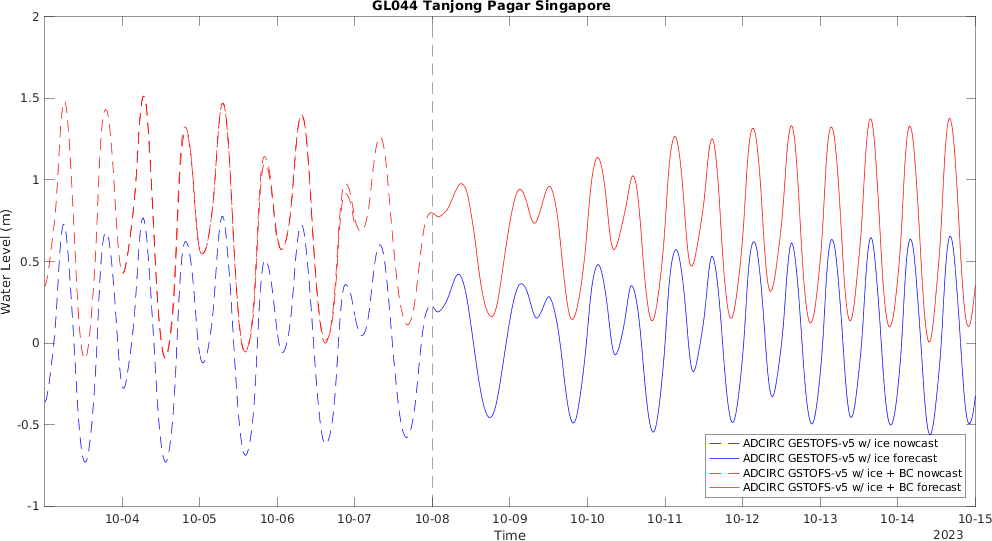 GL044 Tanjong Pagar Singapore
2
1.5
1
0.5
0
-0.5
-1
Water Level (m)
10-04 10-05 10-06 10-07 10-08 10-09 10-10 10-11 10-12 10-13 10-14 10-15
Time
2023
ADCIRC GESTOFS-v5 w/ ice nowcast
ADCIRC GESTOFS-v5 w/ ice forecast
ADCIRC GSTOFS-v5 w/ ice + BC nowcast
ADCIRC GSTOFS-v5 w/ ice + BC forecast